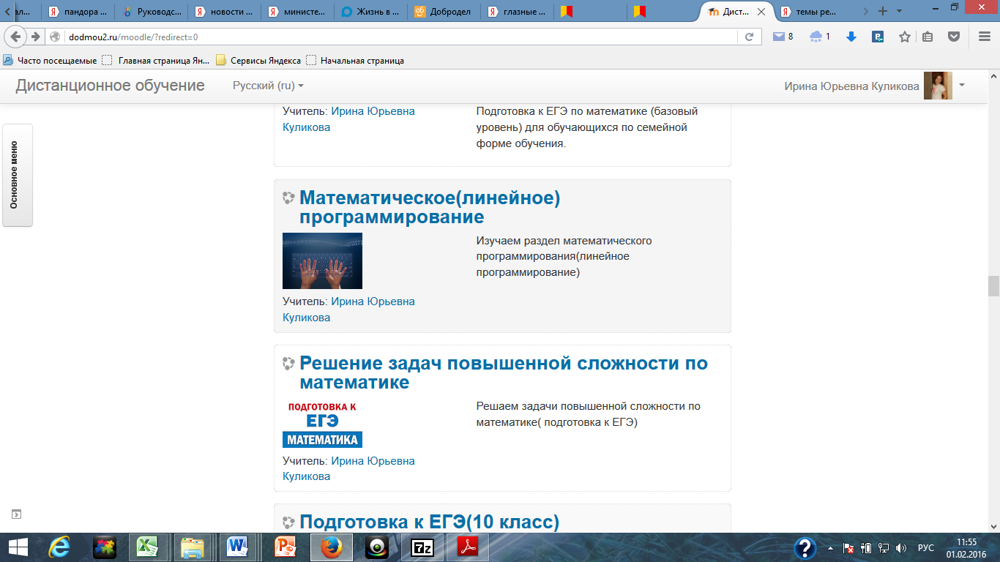 ал...
пандора ...
Руководс...
новости ...
министе...
Жизнь в ...
Добродел
глазные ...
Дист...
темы ре...
dodmou2.ru/moodle/?redirect=0
8
1
Часто посещаемые
Главная страница Ян...
Сервисы Яндекса
Начальная страница
Дистанционное обучение
Русский (ru)
Ирина Юрьевна Куликова
Основное меню
Учитель: Ирина Юрьевна
Куликова
Подготовка к ЕГЭ по математике (базовый
уровень) для обучающихся по семейной
форме обучения.
Математическое(линейное)
программирование
Изучаем раздел математического
программирования(линейное
программирование)
Учитель: Ирина Юрьевна
Куликова
Решение задач повышенной сложности по
математике
ПОДГОТОВКА К
ЕГЭ
МАТЕМАТИКА
Решаем задачи повышенной сложности по
математике( подготовка к ЕГЭ)
Учитель: Ирина Юрьевна
Куликова
Подготовка к ЕГЭ(10 класс)
7z
РУС
11:55
01.02.2016